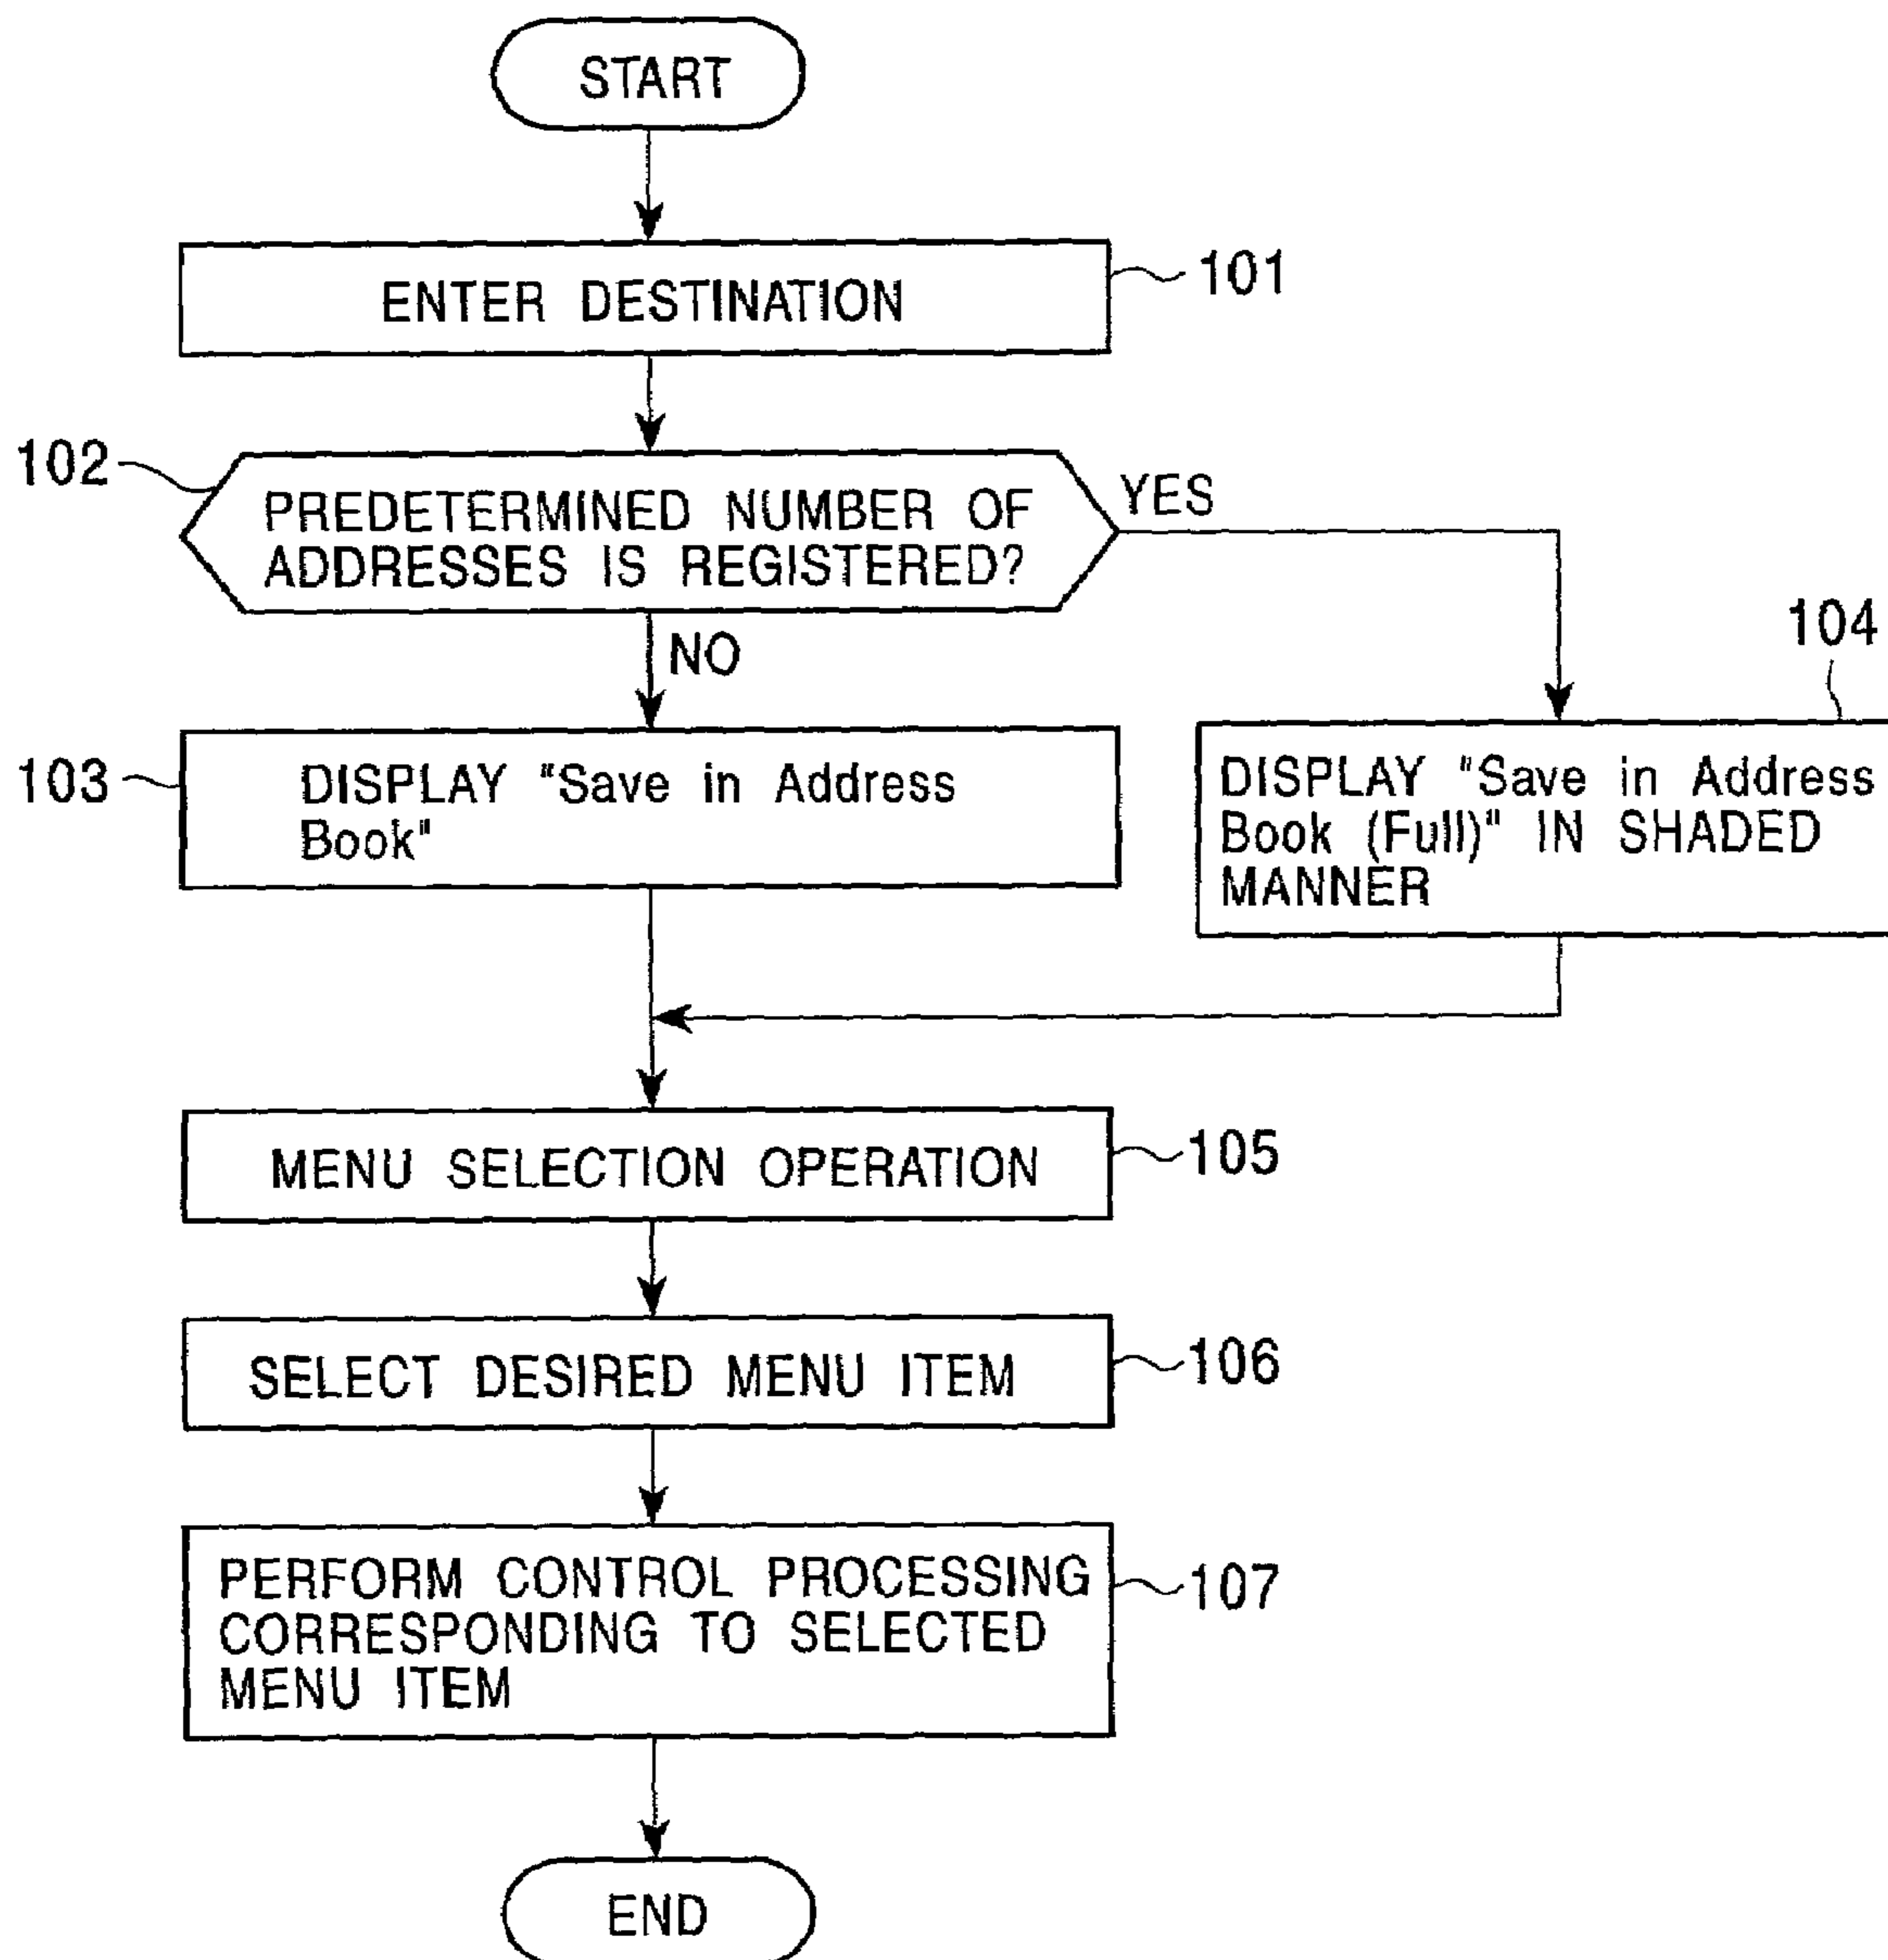 START
ENTER DESTINATION
101
102
PREDETERMINED NUMBER OF
ADDRESSES IS REGISTERED?
YES
NO
103
DISPLAY "Save in Address
Book"
104
DISPLAY "Save in Address
Book (Full)" IN SHADED
MANNER
MENU SELECTION OPERATION
105
SELECT DESIRED MENU ITEM
106
PERFORM CONTROL PROCESSING
CORRESPONDING TO SELECTED
MENU ITEM
107
END